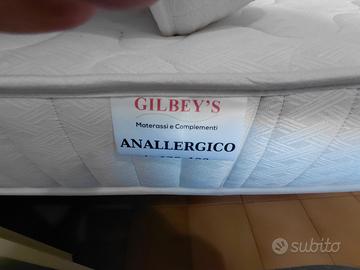 GILBEY'S
Materassi e Complementi
ANALLERGICO
subito